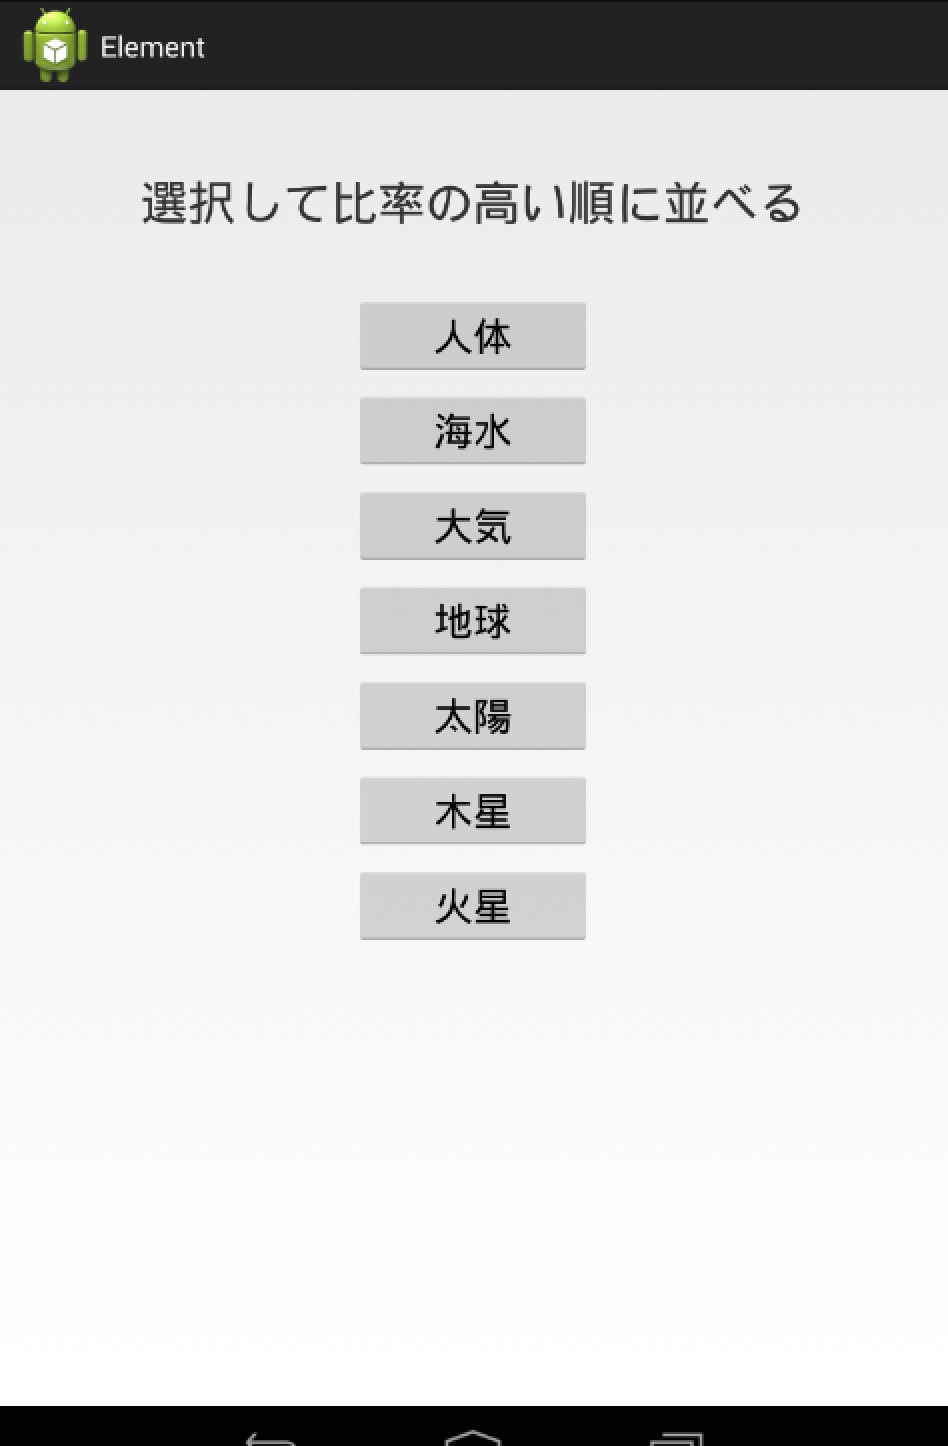 Element
選択して比率の高い順に並べる
人体
海水
大気
地球
太陽
木星
火星